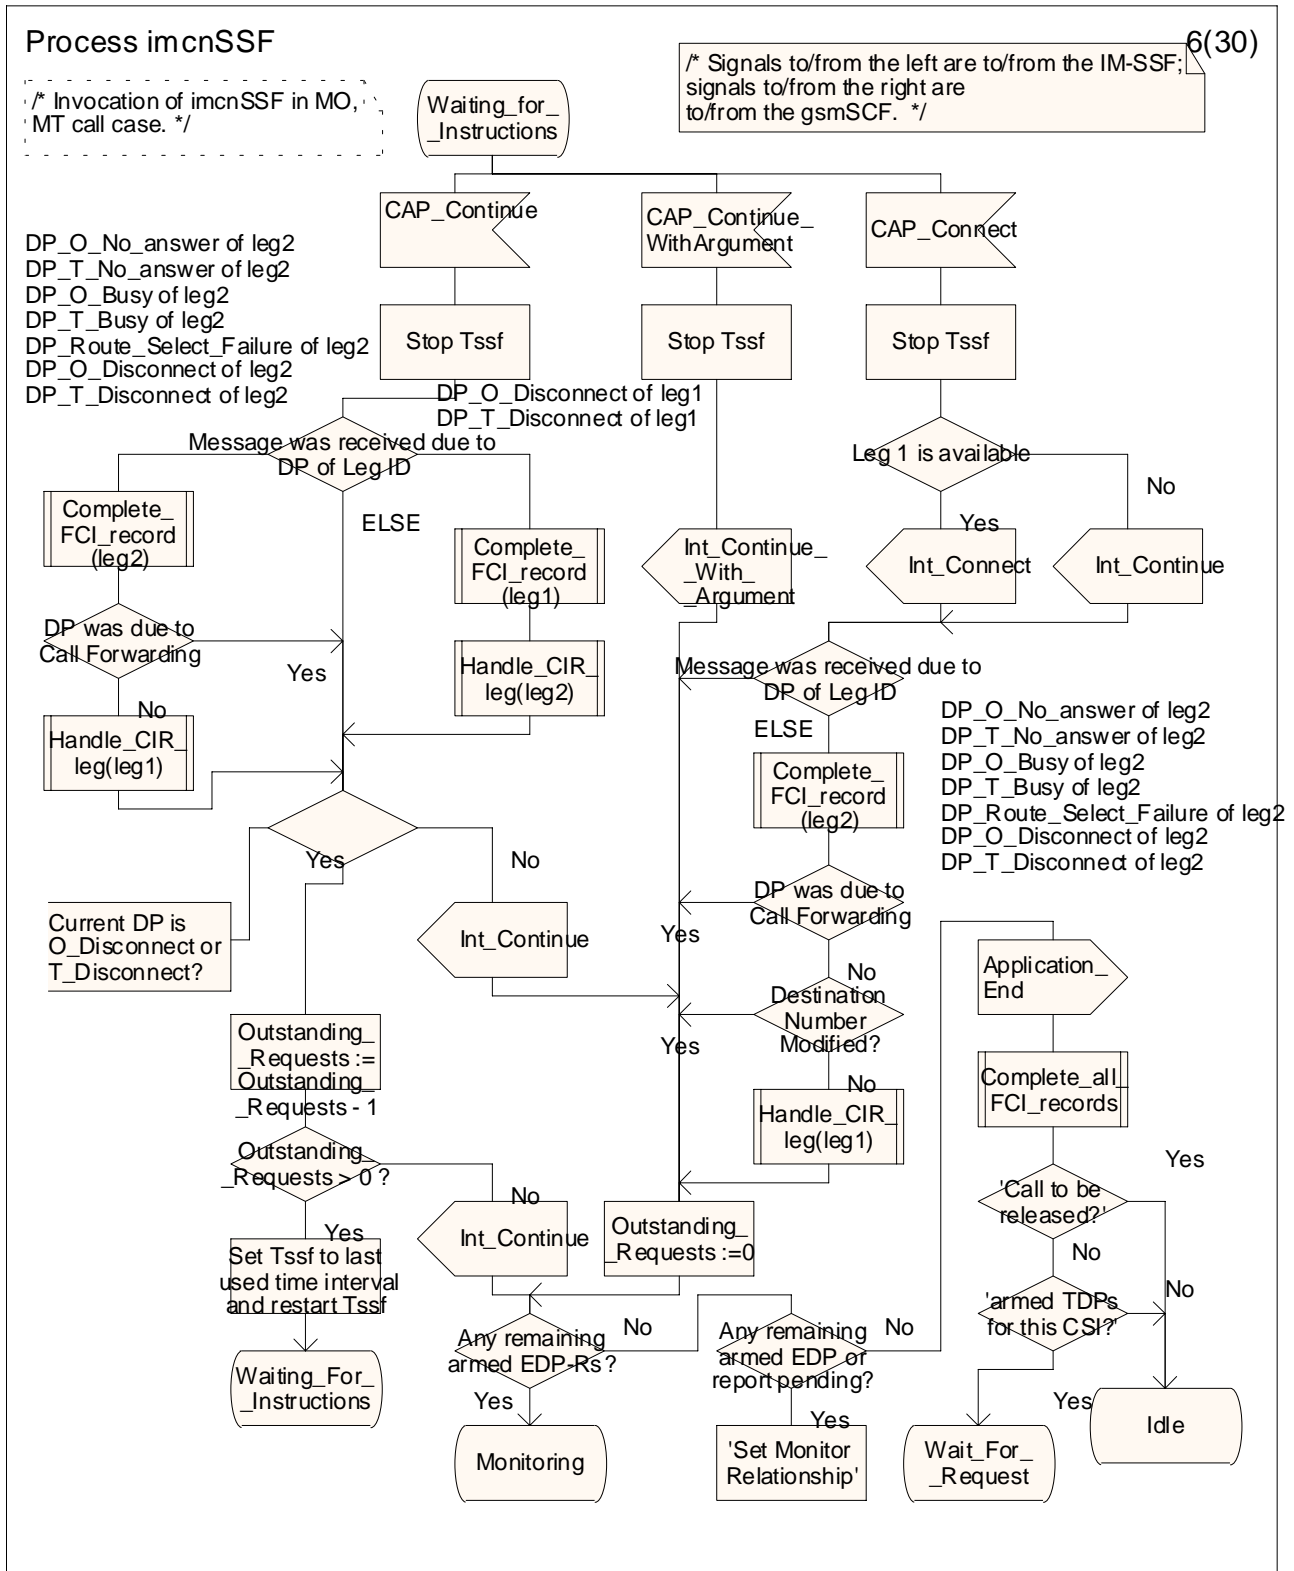 Process imcnSSF
6(30)
/* Invocation of imcnSSF in MO,
MT call case. */
/* Signals to/from the left are to/from the IM-SSF;
signals to/from the right are
to/from the gsmSCF. */
Waiting_for_
_Instructions
CAP_Continue
CAP_Continue_
WithArgument
CAP_Connect
DP_O_No_answer of leg2
DP_T_No_answer of leg2
DP_O_Busy of leg2
DP_T_Busy of leg2
DP_Route_Select_Failure of leg2
DP_O_Disconnect of leg2
DP_T_Disconnect of leg2
Stop Tssf
Stop Tssf
Stop Tssf
DP_O_Disconnect of leg1
DP_T_Disconnect of leg1
Message was received due to
DP of Leg ID
Leg 1 is available
No
Yes
ELSE
Complete_
FCI_record
(leg2)
Complete_
FCI_record
(leg1)
Int_Continue_
_With_
_Argument
Int_Connect
Int_Continue
DP was due to
Call Forwarding
Yes
No
Handle_CIR_
leg(leg2)
Handle_CIR_
leg(leg1)
Message was received due to
DP of Leg ID
ELSE
DP_O_No_answer of leg2
DP_T_No_answer of leg2
DP_O_Busy of leg2
DP_T_Busy of leg2
DP_Route_Select_Failure of leg2
DP_O_Disconnect of leg2
DP_T_Disconnect of leg2
Complete_
FCI_record
(leg2)
Yes
No
Current DP is
O_Disconnect or
T_Disconnect?
Int_Continue
DP was due to
Call Forwarding
Yes
No
Destination
Number
Modified?
Yes
No
Application_
End
Outstanding_
_Requests :=
Outstanding_
_Requests - 1
Complete_all_
FCI_records
Handle_CIR_
leg(leg1)
Outstanding_
_Requests > 0 ?
No
Yes
Int_Continue
Outstanding_
_Requests :=0
'Call to be
released?'
Yes
No
Set Tssf to last
used time interval
and restart Tssf
'armed TDPs
for this CSI?'
No
Yes
Any remaining
armed EDP-Rs?
No
Yes
Any remaining
armed EDP or
report pending?
No
Yes
Waiting_For_
_Instructions
Monitoring
'Set Monitor
Relationship'
Wait_For_
_Request
Idle